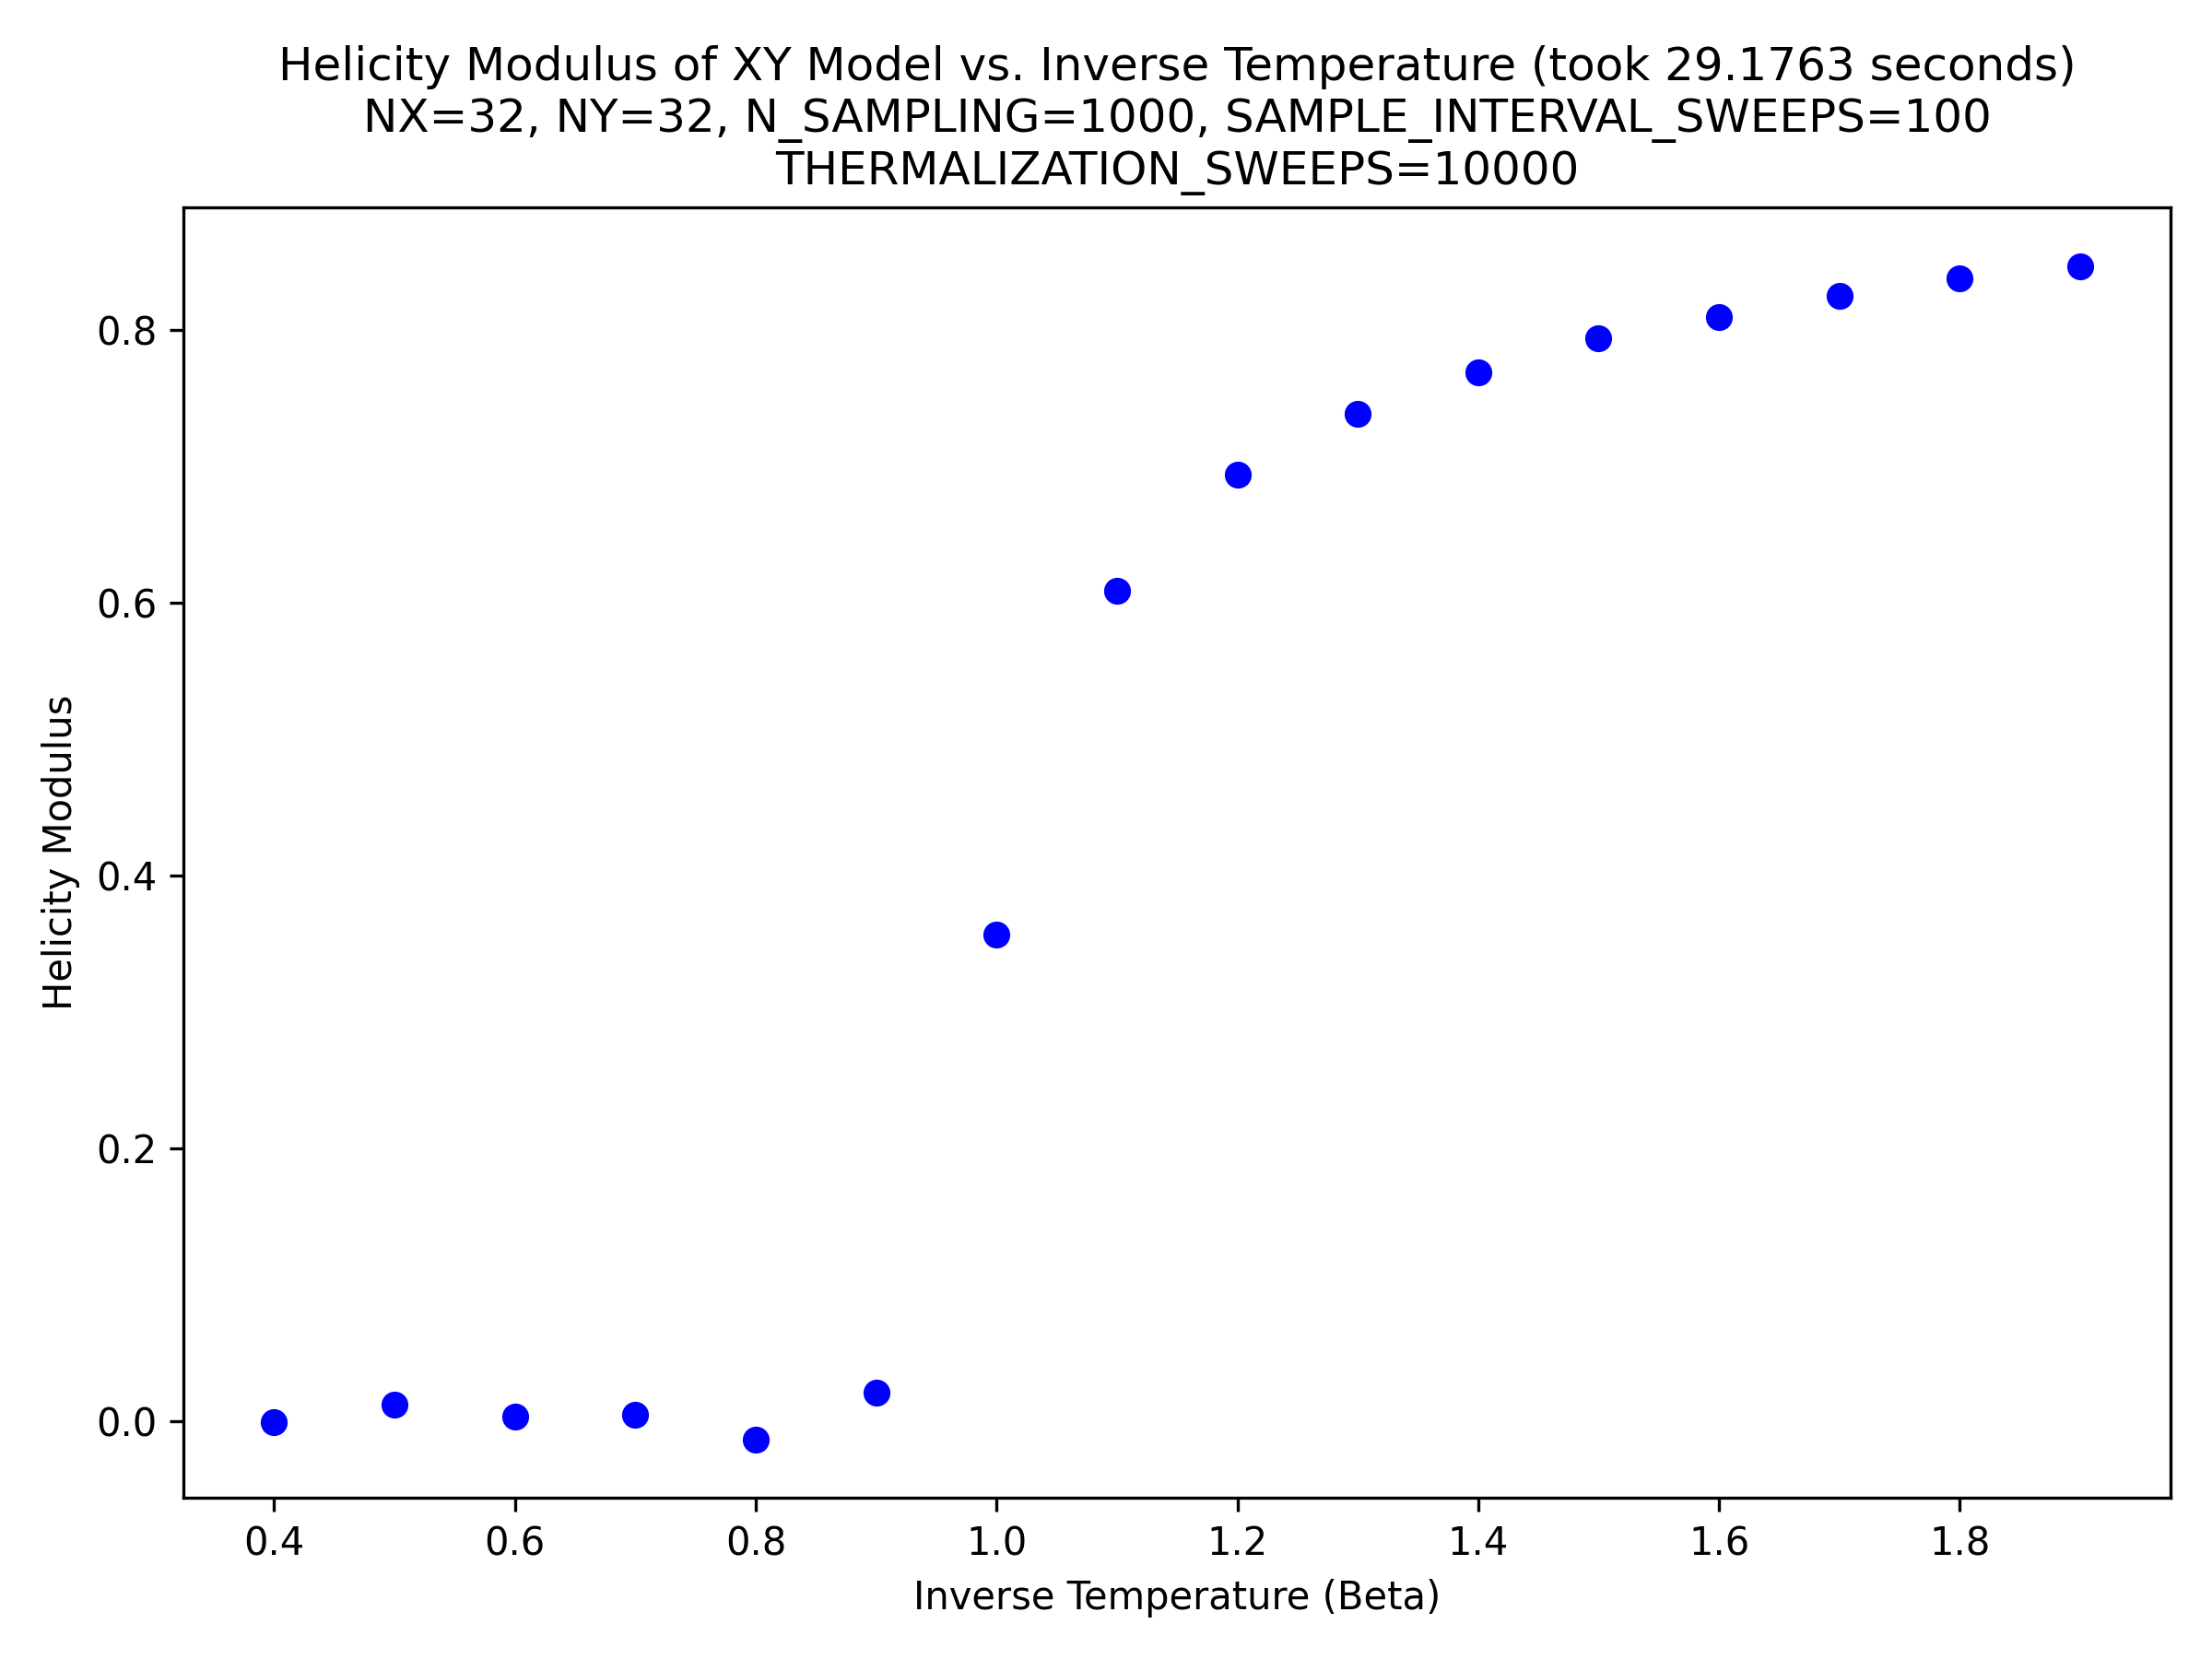 Helicity Modulus of XY Model vs. Inverse Temperature (took 29.1763 seconds)
NX=32, NY=32, N_SAMPLING=1000, SAMPLE_INTERVAL_SWEEPS=100
THERMALIZATION_SWEEPS=10000
Helicity Modulus
0.8
0.6
0.4
0.2
0.0
0.4 0.6 0.8 1.0 1.2 1.4 1.6 1.8
Inverse Temperature (Beta)